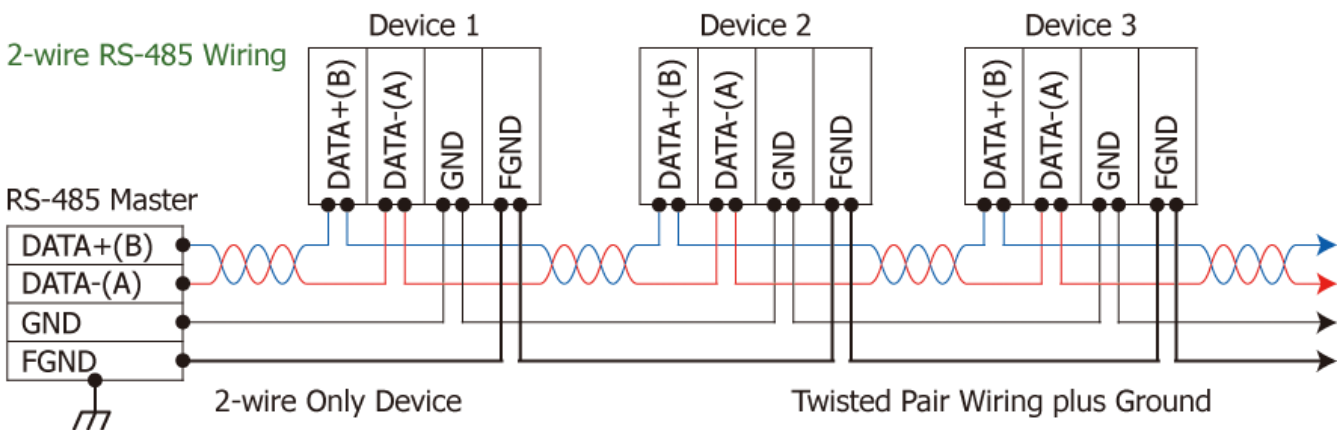 2-wire RS-485 Wiring
Device 1
Device 2
Device 3
DATA+(B)
DATA-(A)
GND
FGND
DATA+(B)
DATA-(A)
GND
FGND
DATA+(B)
DATA-(A)
GND
FGND
RS-485 Master
DATA+(B)
DATA-(A)
GND
FGND
2-wire Only Device
Twisted Pair Wiring plus Ground